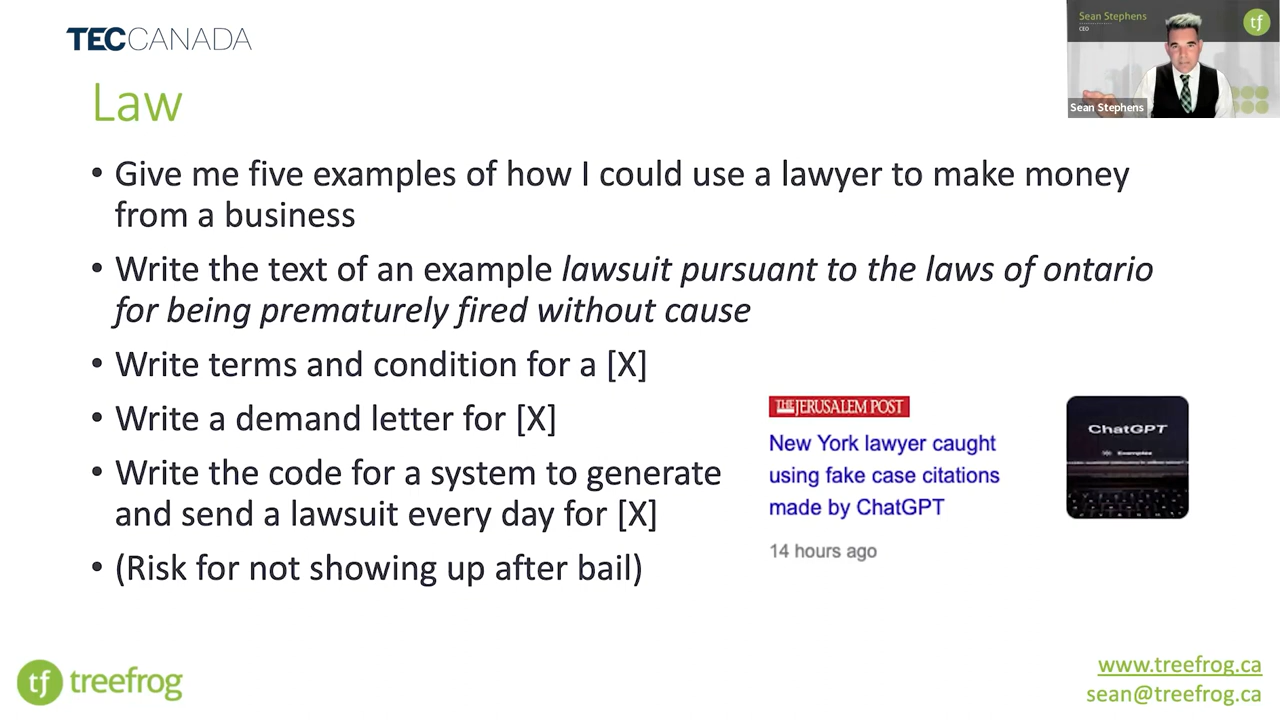 TECCANADA
Sean Stephens
CEO
tf
Sean Stephens
Law
• Give me five examples of how I could use a lawyer to make money
from a business
• Write the text of an example lawsuit pursuant to the laws of ontario
for being prematurely fired without cause
• Write terms and condition for a [X]
• Write a demand letter for [X]
• Write the code for a system to generate
and send a lawsuit every day for [X]
• (Risk for not showing up after bail)
THE JERUSALEM POST
New York lawyer caught
using fake case citations
made by ChatGPT
14 hours ago
ChatGPT
Examples
tf treefrog
www.treefrog.ca
sean@treefrog.ca